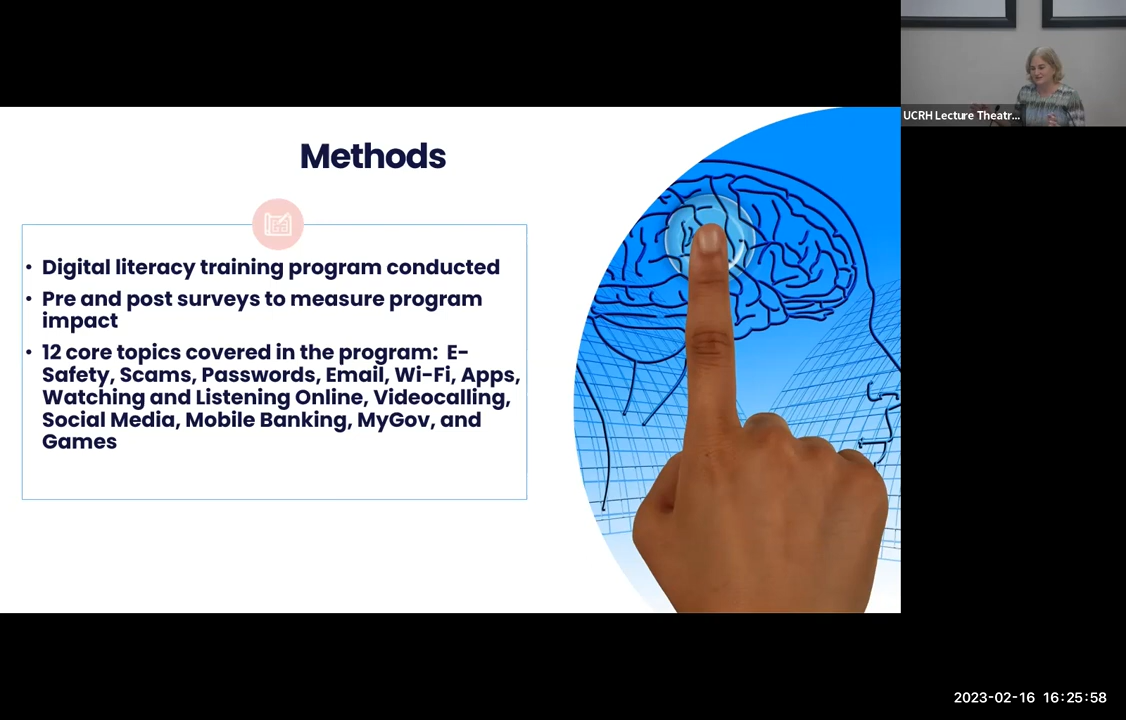 Methods
• Digital literacy training program conducted
• Pre and post surveys to measure program
impact
• 12 core topics covered in the program:  E-
Safety, Scams, Passwords, Email, Wi-Fi, Apps,
Watching and Listening Online, Videocalling,
Social Media, Mobile Banking, MyGov, and
Games
UCRH Lecture Theatr...
2023-02-16 16:25:58